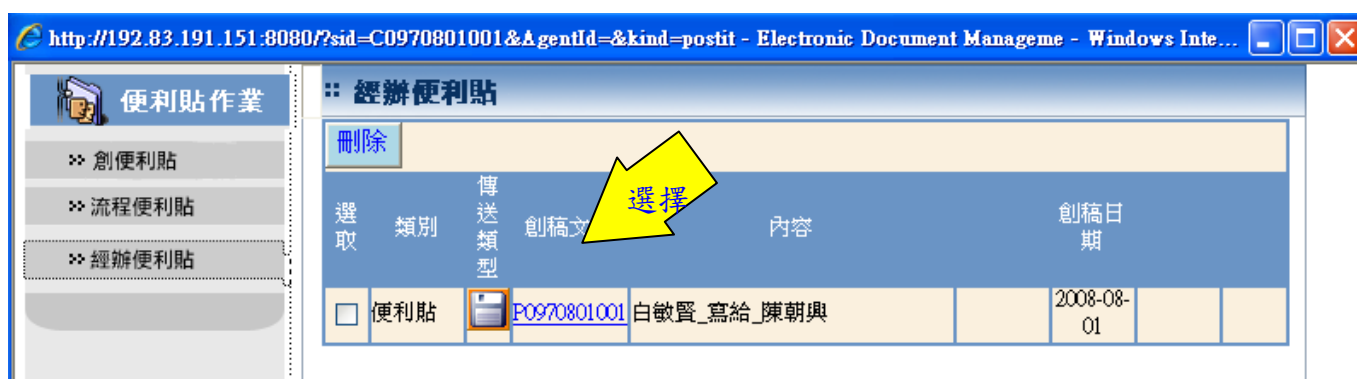 http://192.83.191.151:8080/?sid=C0970801001&AgentId=&kind=postit - Electronic Document Manageme - Windows Inte...
便利貼作業
:: 經辦便利貼
刪除
創便利貼
流程便利貼
經辦便利貼
選擇
選取 類別 傳送類型 創稿文 內容 創稿日期
便利貼 P0970801001 白敏賢_寫給_陳朝興 2008-08-01